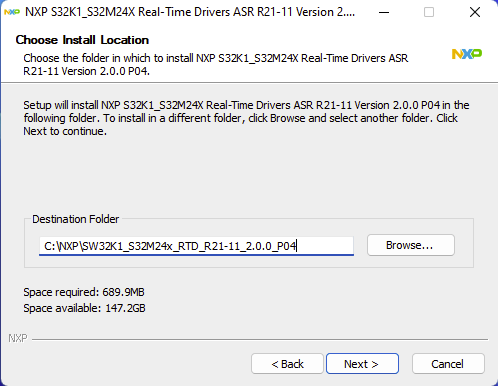 NXP S32K1_S32M24X Real-Time Drivers ASR R21-11 Version 2....
Choose Install Location
Choose the folder in which to install NXP S32K1_S32M24X Real-Time Drivers ASR
R21-11 Version 2.0.0 P04.
NXP
Setup will install NXP S32K1_S32M24X Real-Time Drivers ASR R21-11 Version 2.0.0 P04 in the
following folder. To install in a different folder, click Browse and select another folder. Click
Next to continue.
Destination Folder
C:\NXP\SW32K1_S32M24x_RTD_R21-11_2.0.0_P04
Browse...
Space required: 689.9MB
Space available: 147.2GB
NXP
< Back
Next >
Cancel